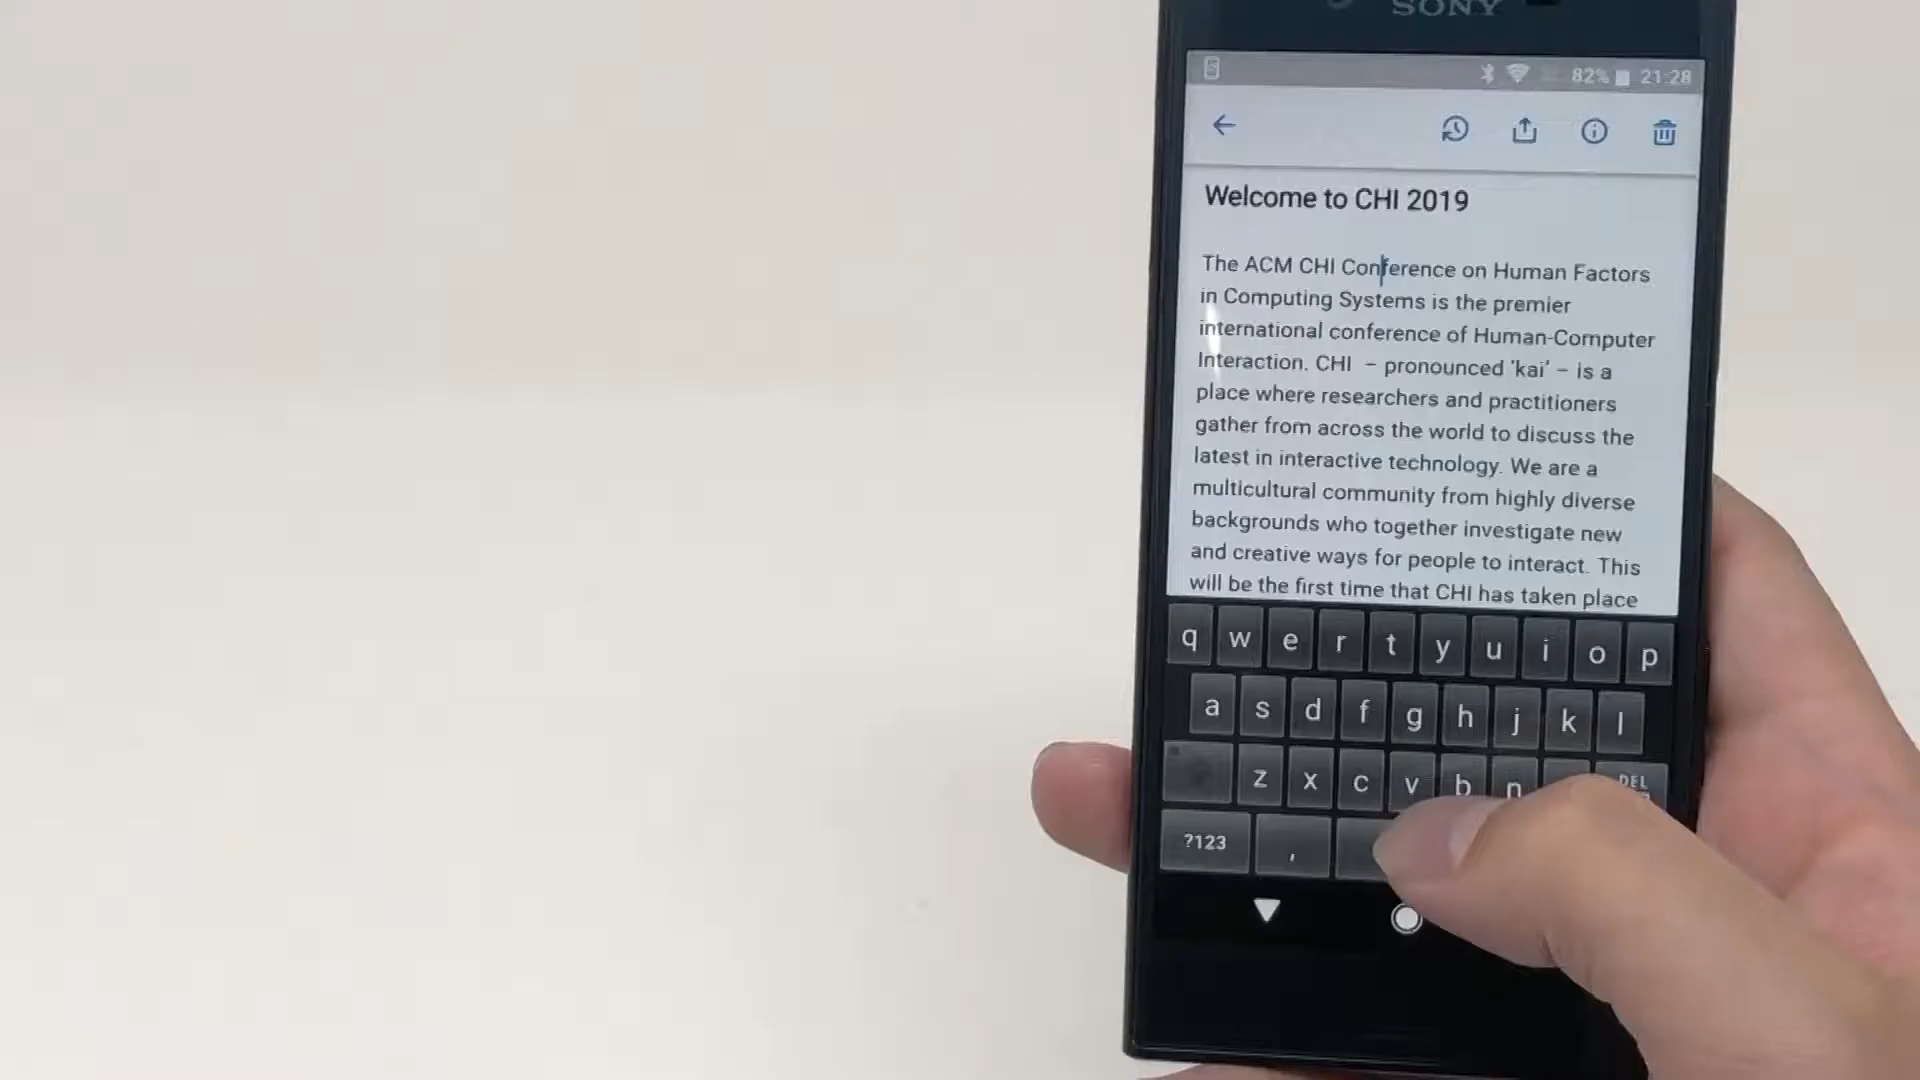 SONY
82% 21:28
Welcome to CHI 2019
The ACM CHI Conference on Human Factors
in Computing Systems is the premier
international conference of Human-Computer
Interaction. CHI – pronounced 'kai' – is a
place where researchers and practitioners
gather from across the world to discuss the
latest in interactive technology. We are a
multicultural community from highly diverse
backgrounds who together investigate new
and creative ways for people to interact. This
will be the first time that CHI has taken place
q w e r t y u i o p
a s d f g h j k l
z x c v b n DEL
?123 ,